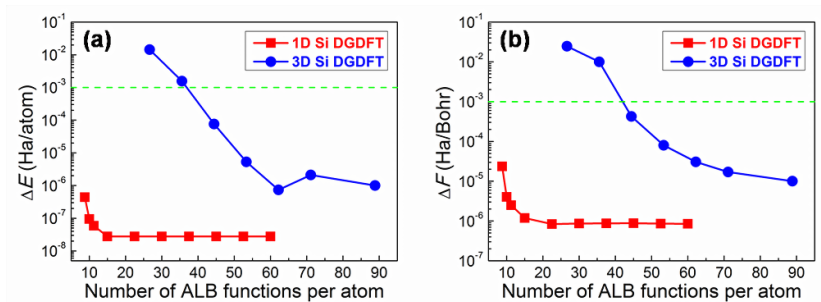 (a)
1D Si DGDFT
3D Si DGDFT
ΔE (Ha/atom)
10⁻¹
10⁻²
10⁻³
10⁻⁴
10⁻⁵
10⁻⁶
10⁻⁷
10⁻⁸
10 20 30 40 50 60 70 80 90
Number of ALB functions per atom
(b)
1D Si DGDFT
3D Si DGDFT
ΔF (Ha/Bohr)
10⁻¹
10⁻²
10⁻³
10⁻⁴
10⁻⁵
10⁻⁶
10⁻⁷
10 20 30 40 50 60 70 80 90
Number of ALB functions per atom